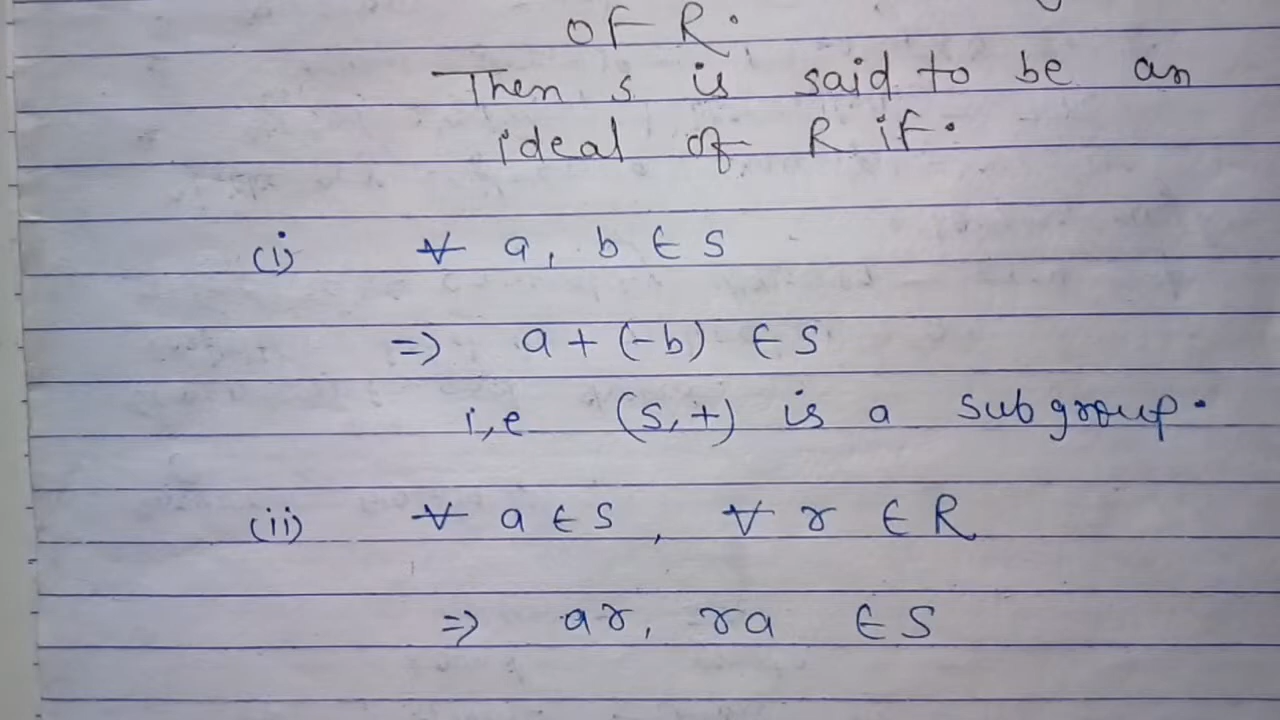 OF R.
Then s is said to be an
ideal of R if.
(i) ∀ a, b ∈ S
=> a + (-b) ∈ S
i,e (S, +) is a subgroup.
(ii) ∀ a ∈ S, ∀ r ∈ R
=> ar, ra ∈ S